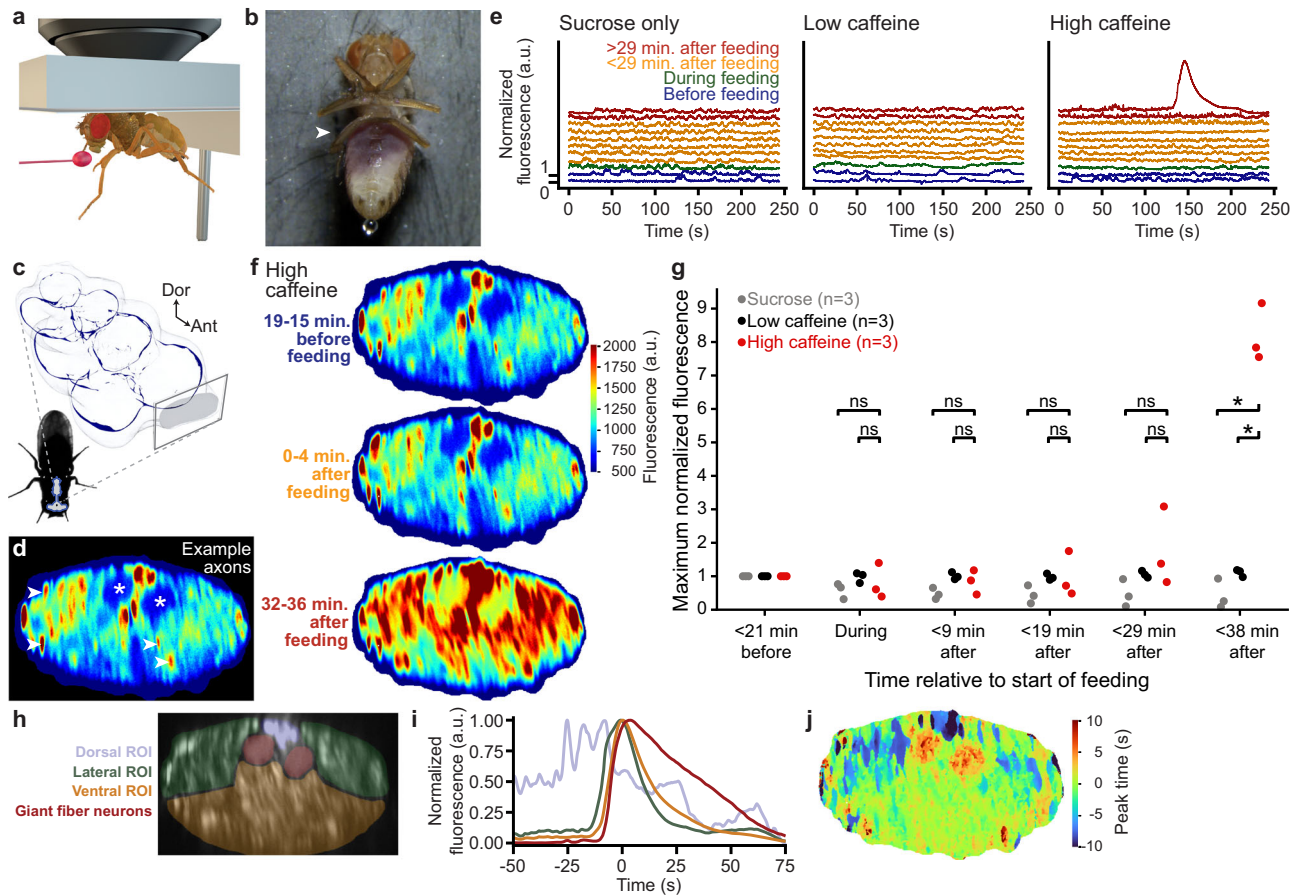 a
b
e
Sucrose only
Low caffeine
High caffeine
>29 min. after feeding
<29 min. after feeding
During feeding
Before feeding
Normalized
fluorescence (a.u.)
1
0
0 50 100 150 200 250
0 50 100 150 200 250
0 50 100 150 200 250
Time (s)
Time (s)
Time (s)
c
Dor
Ant
d
Example
axons
*
*
f
High
caffeine
19-15 min.
before
feeding
0-4 min.
after
feeding
32-36 min.
after
feeding
2000
1750
1500
1250
1000
750
500
Fluorescence (a.u.)
g
Sucrose (n=3)
Low caffeine (n=3)
High caffeine (n=3)
Maximum normalized fluorescence
9
8
7
6
5
4
3
2
1
0
ns
ns
ns
ns
ns
ns
ns
ns
*
*
<21 min
before
During
<9 min
after
<19 min
after
<29 min
after
<38 min
after
Time relative to start of feeding
h
Dorsal ROI
Lateral ROI
Ventral ROI
Giant fiber neurons
i
Normalized
fluorescence (a.u.)
1.00
0.75
0.50
0.25
0.00
-50 -25 0 25 50 75
Time (s)
j
10
5
0
-5
-10
Peak time (s)